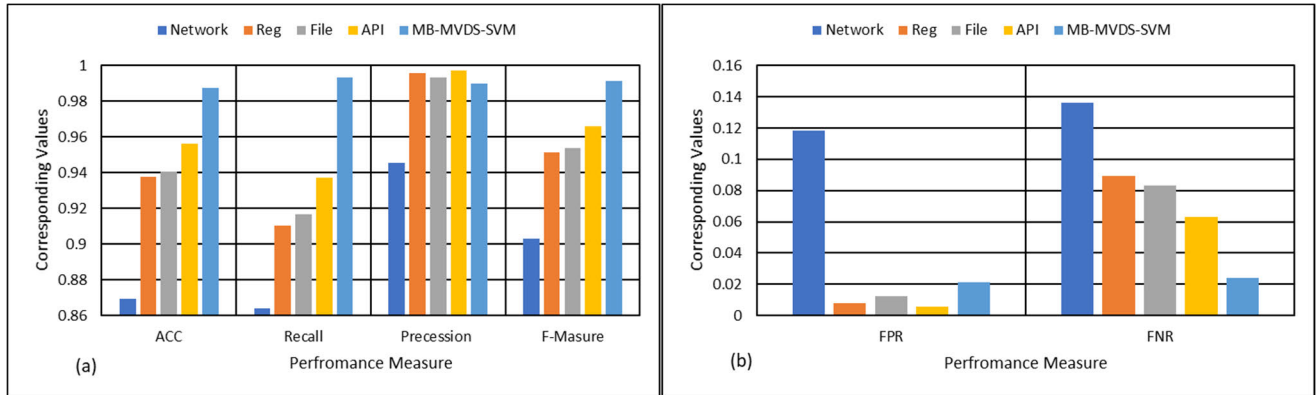 Network Reg File API MB-MVDS-SVM
1
0.98
0.96
0.94
0.92
0.9
0.88
0.86
Corresponding Values
ACC Recall Precession F-Masure
(a) Perfromance Measure
Network Reg File API MB-MVDS-SVM
0.16
0.14
0.12
0.1
0.08
0.06
0.04
0.02
0
Corresponding Values
FPR FNR
(b) Perfromance Measure